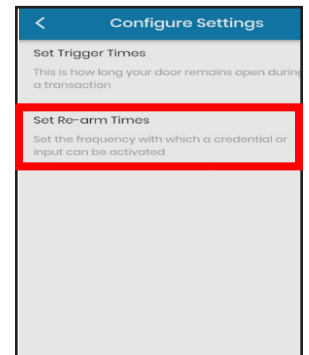 Configure Settings
Set Trigger Times
This is how long your door remains open during
a transaction
Set Re-arm Times
Set the frequency with which a credential or
input can be activated